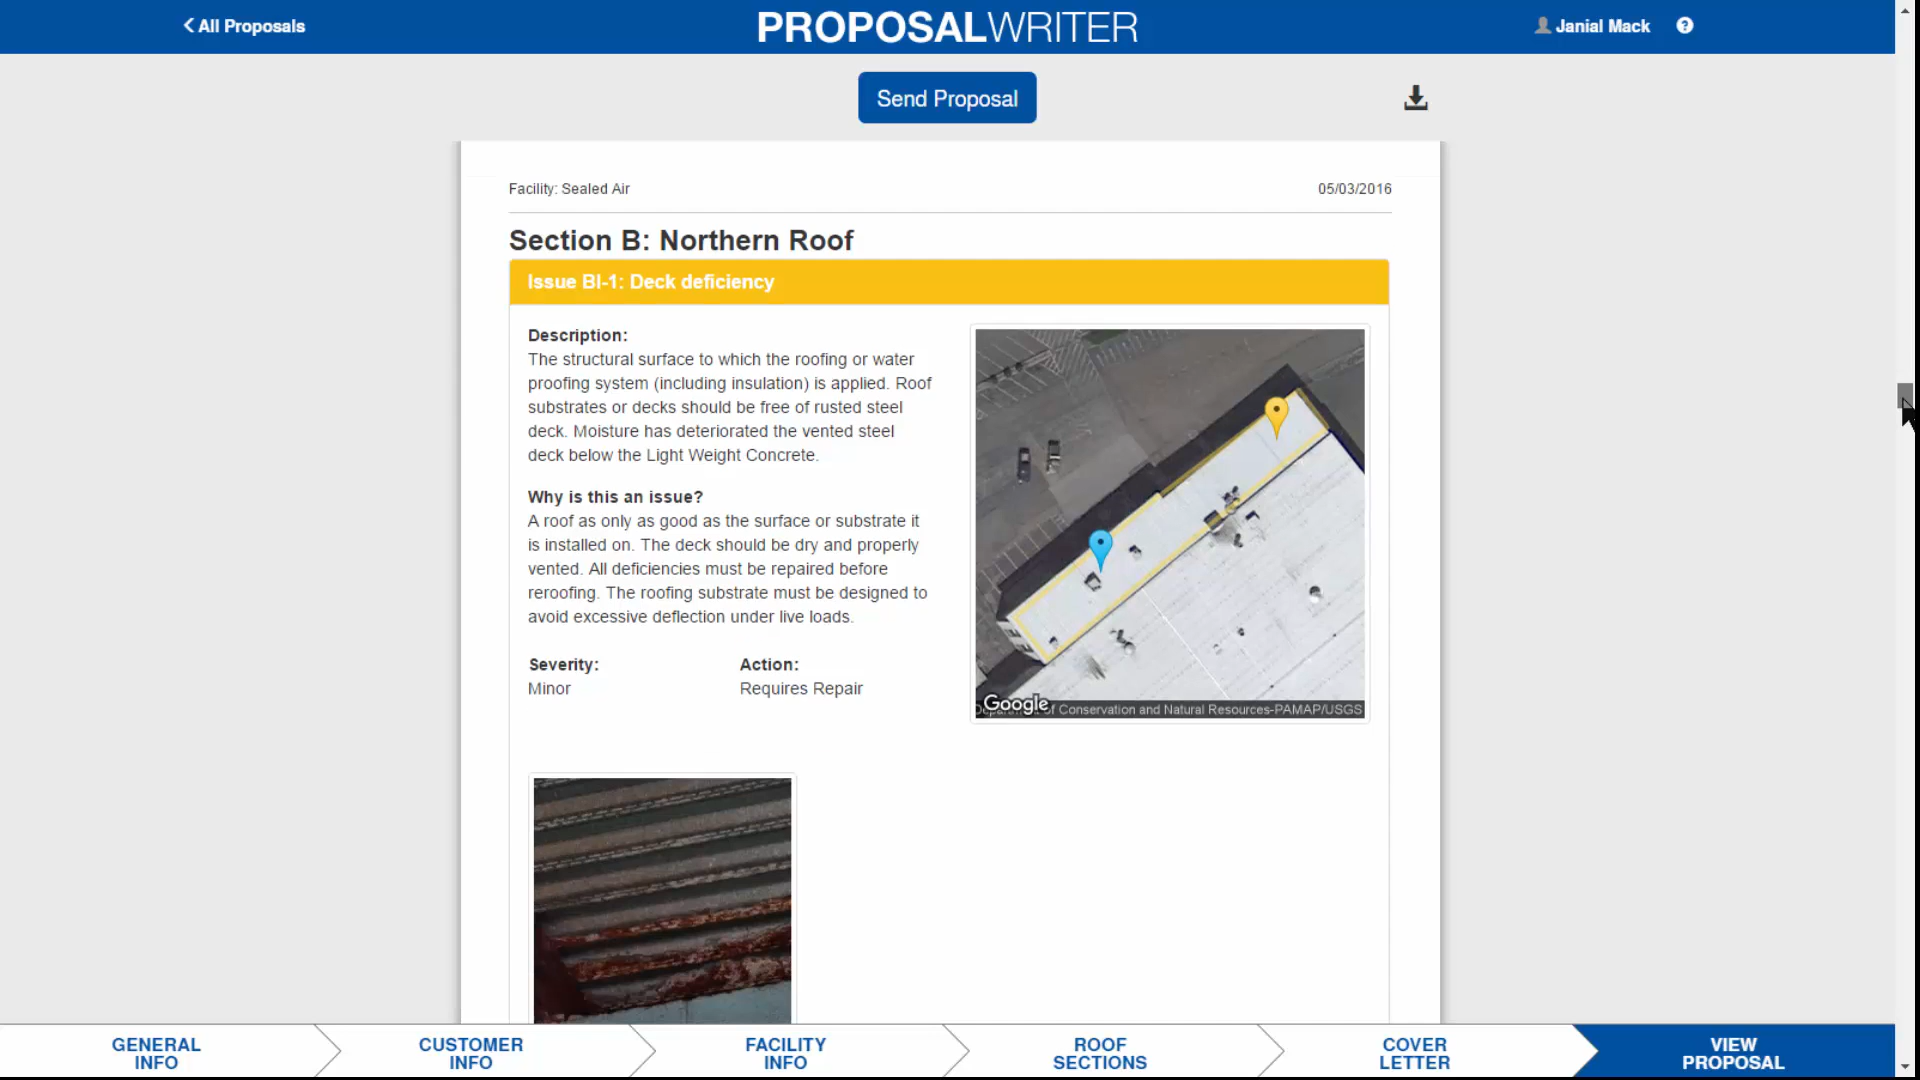 All Proposals
PROPOSALWRITER
Janial Mack
?
Send Proposal
Facility: Sealed Air
05/03/2016
Section B: Northern Roof
Issue BI-1: Deck deficiency
Description:
The structural surface to which the roofing or water
proofing system (including insulation) is applied. Roof
substrates or decks should be free of rusted steel
deck. Moisture has deteriorated the vented steel
deck below the Light Weight Concrete.
Why is this an issue?
A roof as only as good as the surface or substrate it
is installed on. The deck should be dry and properly
vented. All deficiencies must be repaired before
reroofing. The roofing substrate must be designed to
avoid excessive deflection under live loads.
Severity:
Minor
Action:
Requires Repair
Google
Department of Conservation and Natural Resources-PAMAP/USGS
GENERAL
INFO
CUSTOMER
INFO
FACILITY
INFO
ROOF
SECTIONS
COVER
LETTER
VIEW
PROPOSAL